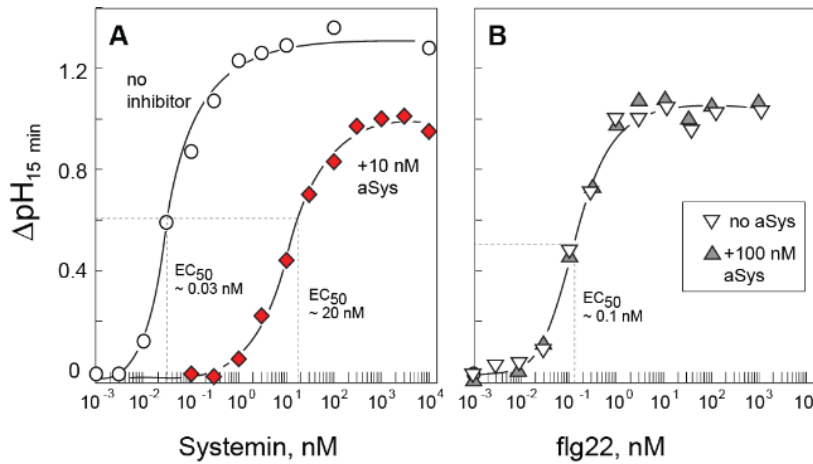 A
B
1.2
0.8
0.4
0
ΔpH15 min
no
inhibitor
+10 nM
aSys
EC50
~ 0.03 nM
EC50
~ 20 nM
EC50
~ 0.1 nM
no aSys
+100 nM
aSys
10-3 10-2 10-1 100 101 102 103 104
10-3 10-2 10-1 100 101 102 103
Systemin, nM
flg22, nM